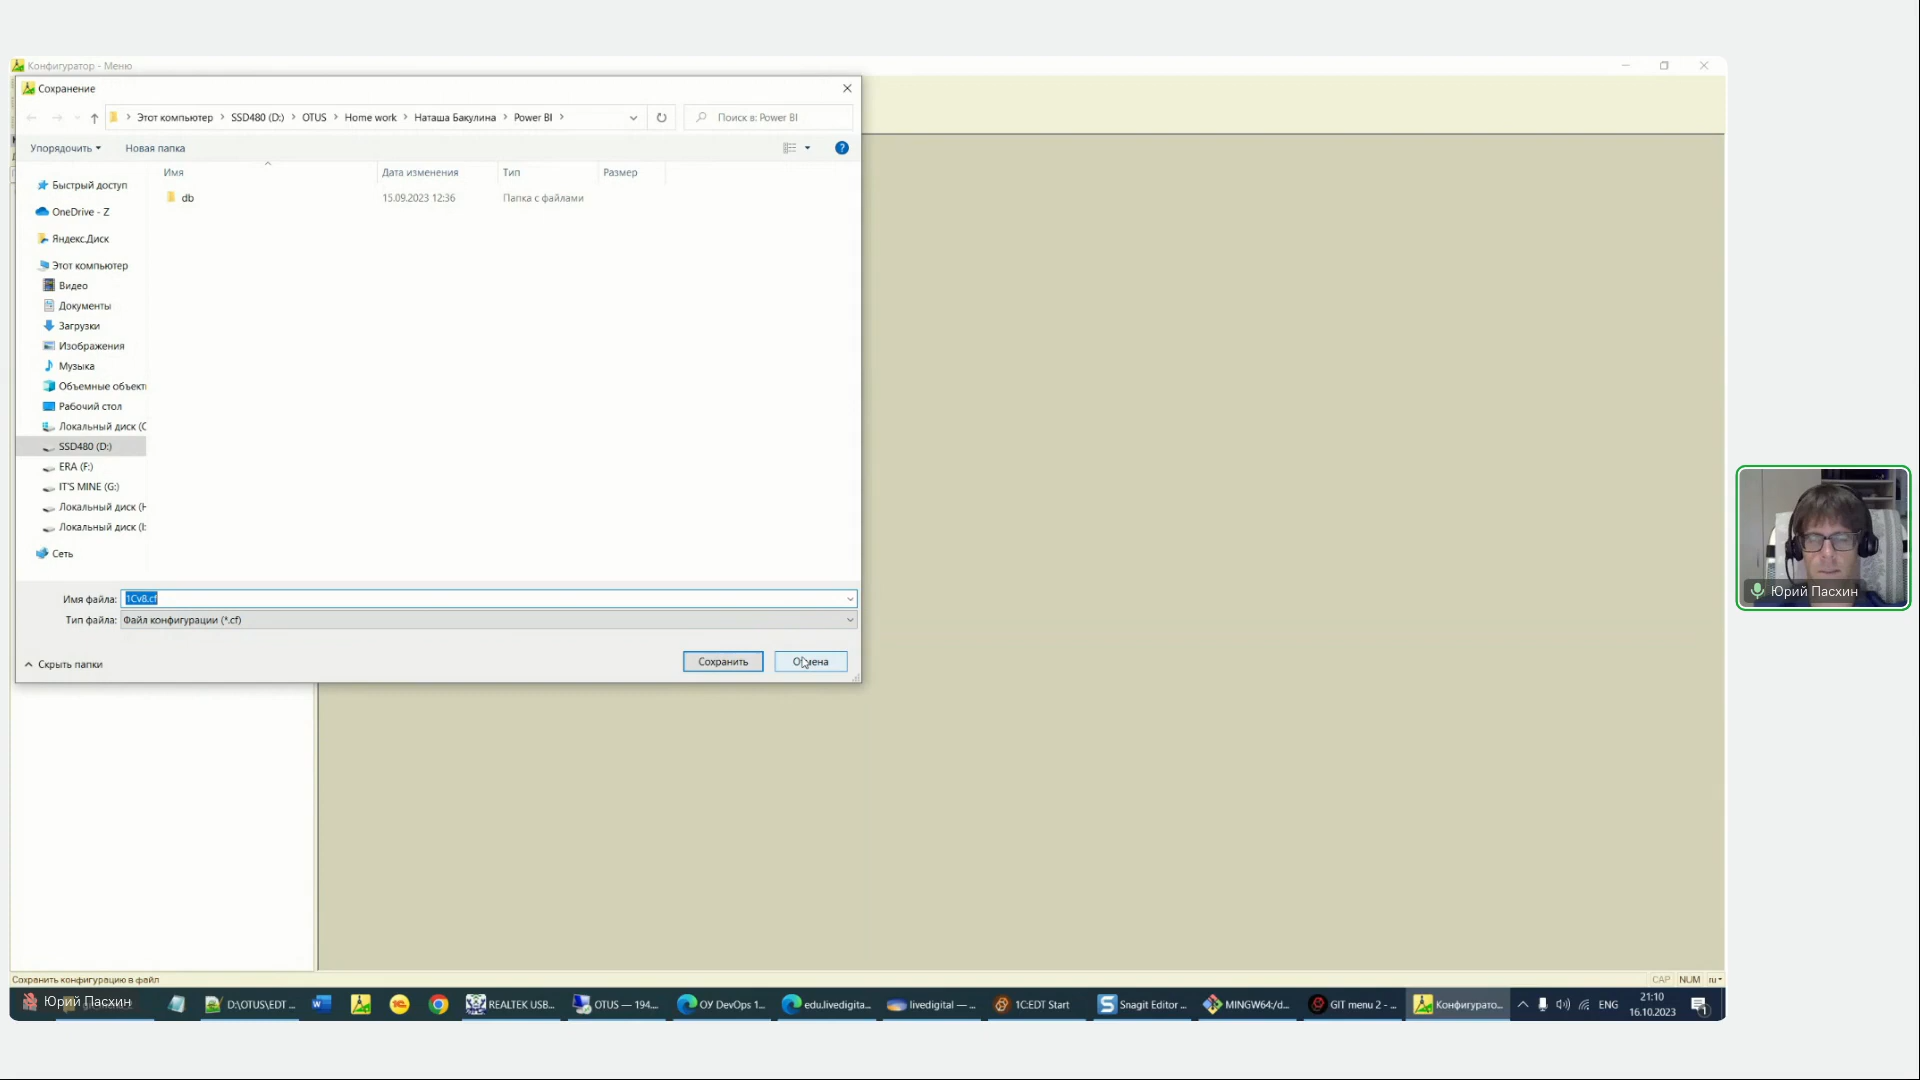 Конфигуратор - Меню
Сохранение
Этот компьютер > SSD480 (D:) > OTUS > Home work > Наташа Бакулина > Power BI >
Поиск в: Power BI
Упорядочить
Новая папка
Имя
Дата изменения
Тип
Размер
db
15.09.2023 12:36
Папка с файлами
Быстрый доступ
OneDrive - Z
Яндекс.Диск
Этот компьютер
Видео
Документы
Загрузки
Изображения
Музыка
Объемные объект
Рабочий стол
Локальный диск (C
SSD480 (D:)
ERA (F:)
IT'S MINE (G:)
Локальный диск (H
Локальный диск (I:
Сеть
Имя файла: 1Cv8.cf
Тип файла: Файл конфигурации (*.cf)
Скрыть папки
Сохранить
Отмена
Юрий Пасхин
Сохранить конфигурацию в файл
CAP NUM ru
Юрий Пасхин
D:\OTUS\EDT ...
REALTEK USB...
OTUS — 194....
ОУ DevOps 1...
edu.livedigita...
livedigital — ...
1C:EDT Start
Snagit Editor ...
MINGW64:/d...
GIT menu 2 - ...
Конфигурато...
ENG
21:10
16.10.2023
1